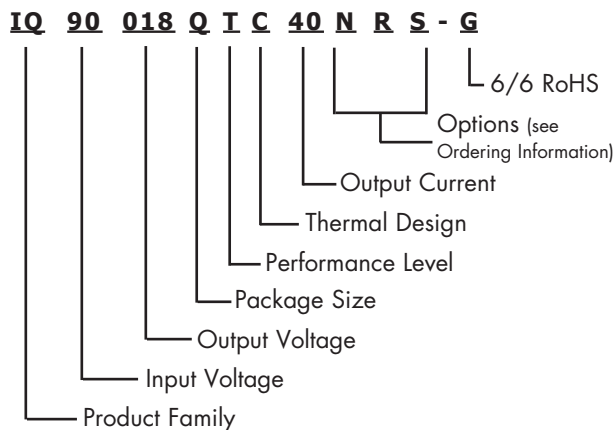 IQ 90 018 Q T C 40 N R S - G
6/6 RoHS
Options (see
Ordering Information)
Output Current
Thermal Design
Performance Level
Package Size
Output Voltage
Input Voltage
Product Family